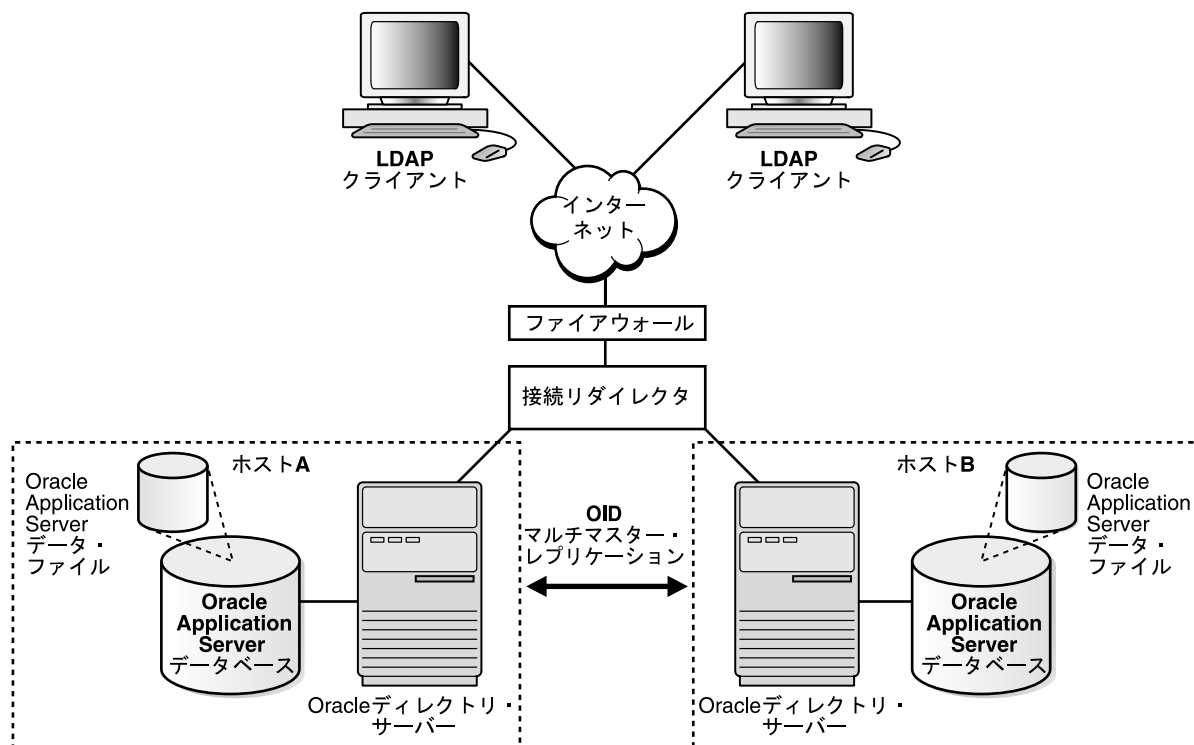 LDAP
クライアント
LDAP
クライアント
インター
ネット
ファイアウォール
接続リダイレクタ
ホストA
Oracle
Application
Server
データ・
ファイル
Oracle
Application
Server
データベース
Oracleディレクトリ・
サーバー
OID
マルチマスター・
レプリケーション
ホストB
Oracle
Application
Server
データ・
ファイル
Oracle
Application
Server
データベース
Oracleディレクトリ・
サーバー